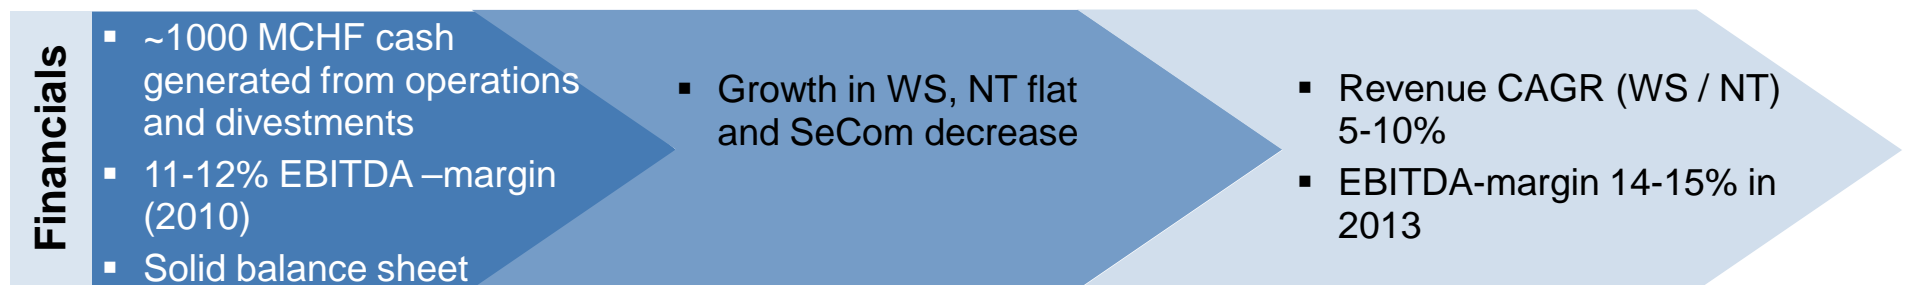 Financials
▪ ~1000 MCHF cash
generated from operations
and divestments
▪ 11-12% EBITDA –margin
(2010)
▪ Solid balance sheet
▪ Growth in WS, NT flat
and SeCom decrease
▪ Revenue CAGR (WS / NT)
5-10%
▪ EBITDA-margin 14-15% in
2013